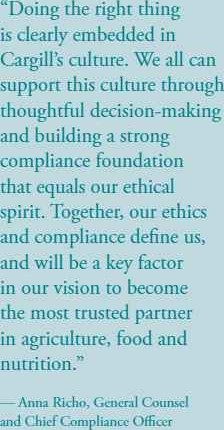 “Doing the right thing
is clearly embedded in
Cargill’s culture. We all can
support this culture through
thoughtful decision-making
and building a strong
compliance foundation
that equals our ethical
spirit. Together, our ethics
and compliance define us,
and will be a key factor
in our vision to become
the most trusted partner
in agriculture, food and
nutrition.”
— Anna Richo, General Counsel
and Chief Compliance Officer